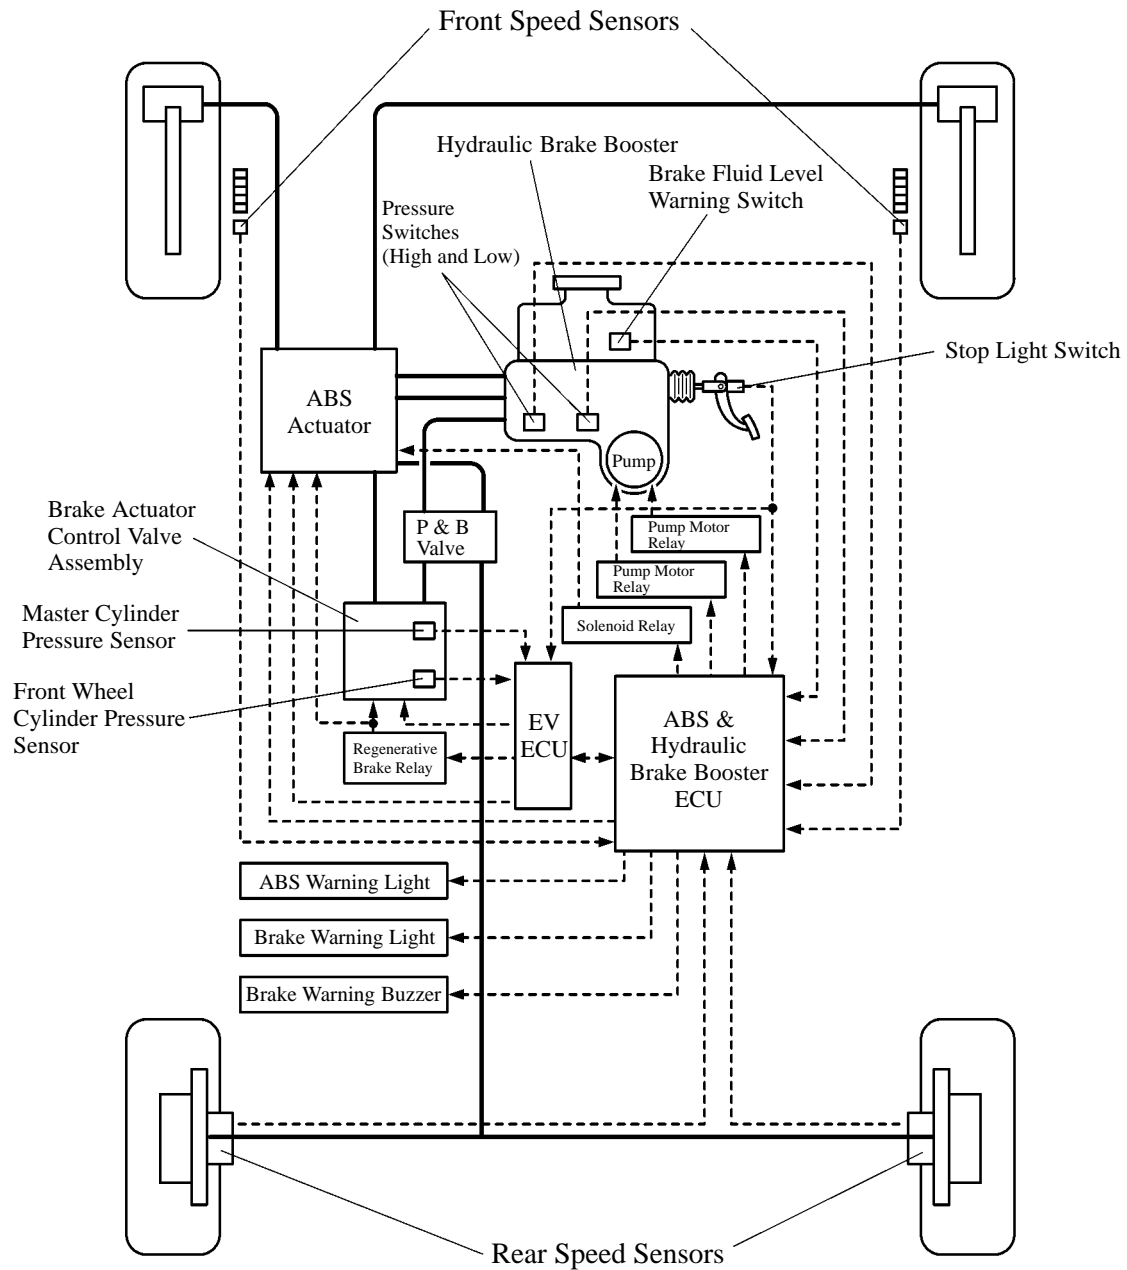 Front Speed Sensors
Hydraulic Brake Booster
Brake Fluid Level
Warning Switch
Pressure
Switches
(High and Low)
Stop Light Switch
ABS
Actuator
Pump
Brake Actuator
Control Valve
Assembly
P & B
Valve
Pump Motor
Relay
Pump Motor
Relay
Master Cylinder
Pressure Sensor
Solenoid Relay
Front Wheel
Cylinder Pressure
Sensor
EV
ECU
ABS &
Hydraulic
Brake Booster
ECU
Regenerative
Brake Relay
ABS Warning Light
Brake Warning Light
Brake Warning Buzzer
Rear Speed Sensors